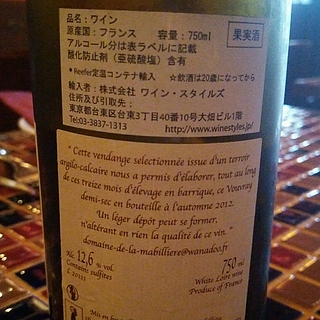 品名：ワイン
原産国：フランス　容量：750ml
果実酒
アルコール分は表ラベルに記載
酸化防止剤（亜硫酸塩）含有
*Reefer定温コンテナ輸入　☆飲酒は20歳になってから
輸入者：株式会社 ワイン・スタイルズ
住所及び引取先：
東京都台東区台東3丁目40番10号大畑ビル1階
Tel:03-3837-1313　http://www.winestyles.jp/
" Cette vendange selectionnée issue d'un terroir
argilo-calcaire nous a permis d'élaborer, tout au long
de ces treize mois d'élevage en barrique, ce Vouvray
demi-sec en bouteille à l'automne 2012.
Un léger dépôt peut se former,
n'altérant en rien la qualité de ce vin. "
domaine-de-la-mabilliere@wanadoo.fr
Alc. 12,6 % vol.
Contains sulfites
750 ml
White Loire wine
Produce of France
Mis en bou